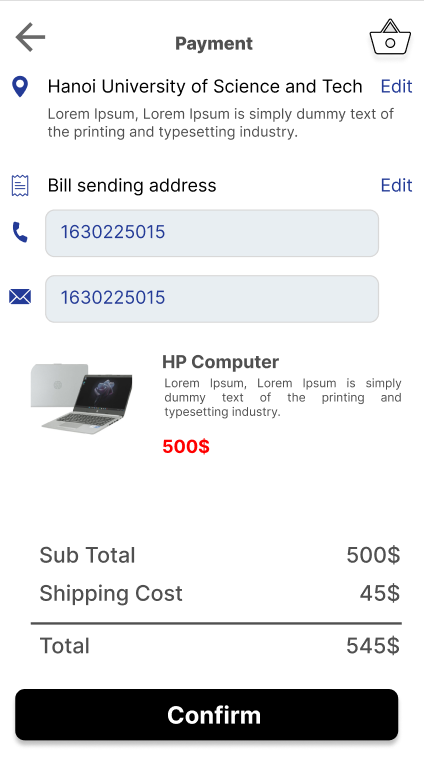 Payment
Hanoi University of Science and Tech Edit
Lorem Ipsum, Lorem Ipsum is simply dummy text of
the printing and typesetting industry.
Bill sending address Edit
1630225015
1630225015
HP Computer
Lorem Ipsum, Lorem Ipsum is simply
dummy text of the printing and
typesetting industry.
500$
Sub Total 500$
Shipping Cost 45$
Total 545$
Confirm